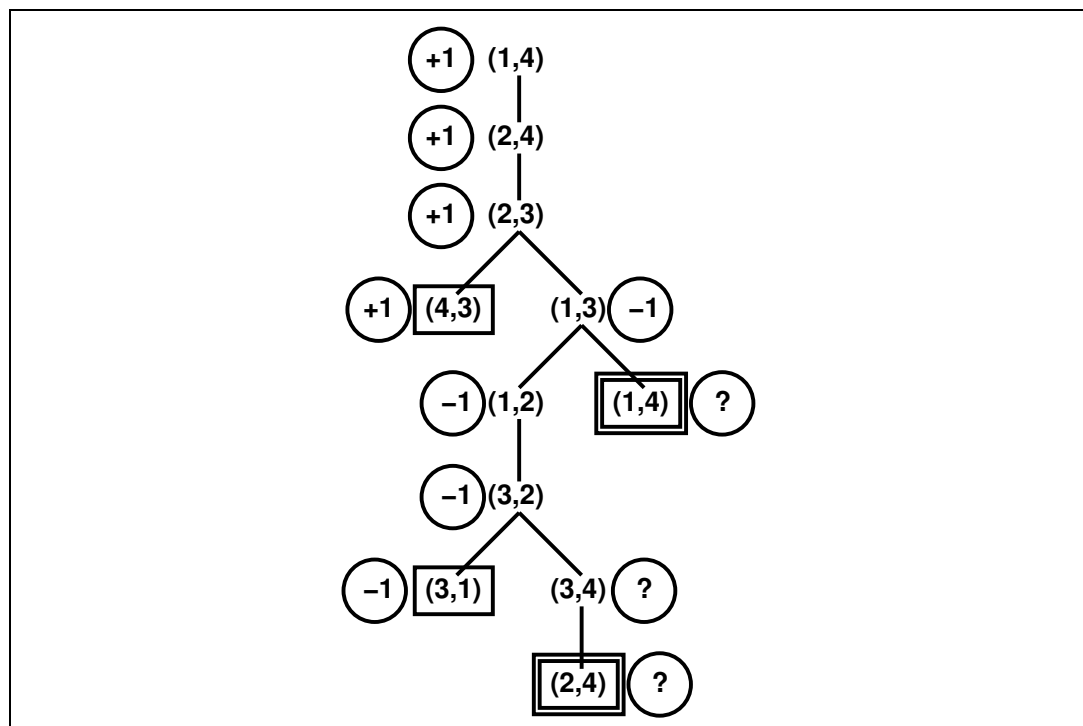 +1 (1,4)
+1 (2,4)
+1 (2,3)
+1 (4,3) (1,3) −1
−1 (1,2) (1,4) ?
−1 (3,2)
−1 (3,1) (3,4) ?
(2,4) ?